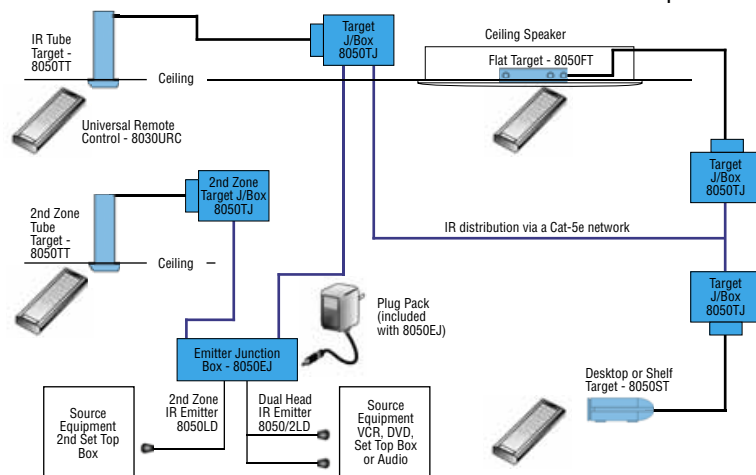 IR Tube
Target -
8050TT
Target
J/Box
8050TJ
Ceiling Speaker
Flat Target - 8050FT
Ceiling
Universal Remote
Control - 8030URC
Target
J/Box
8050TJ
2nd Zone
Target J/Box
8050TJ
2nd Zone
Tube
Target -
8050TT
IR distribution via a Cat-5e network
Ceiling
Target
J/Box
8050TJ
Plug Pack
(included
with 8050EJ)
Emitter Junction
Box - 8050EJ
Desktop or Shelf
Target - 8050ST
Source
Equipment
2nd Set Top
Box
2nd Zone
IR Emitter
8050LD
Dual Head
IR Emitter
8050/2LD
Source
Equipment
VCR, DVD,
Set Top Box
or Audio